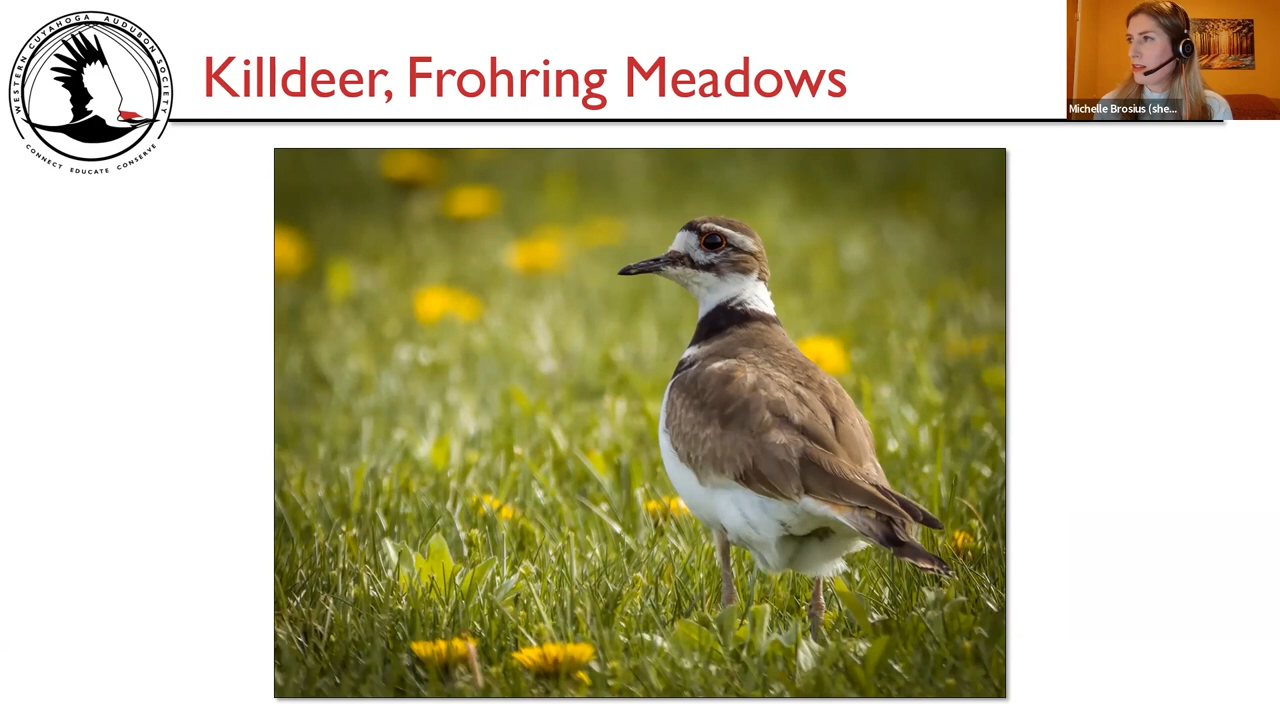 WESTERN CUYAHOGA AUDUBON SOCIETY
CONNECT EDUCATE CONSERVE
Killdeer, Frohring Meadows
Michelle Brosius (she...